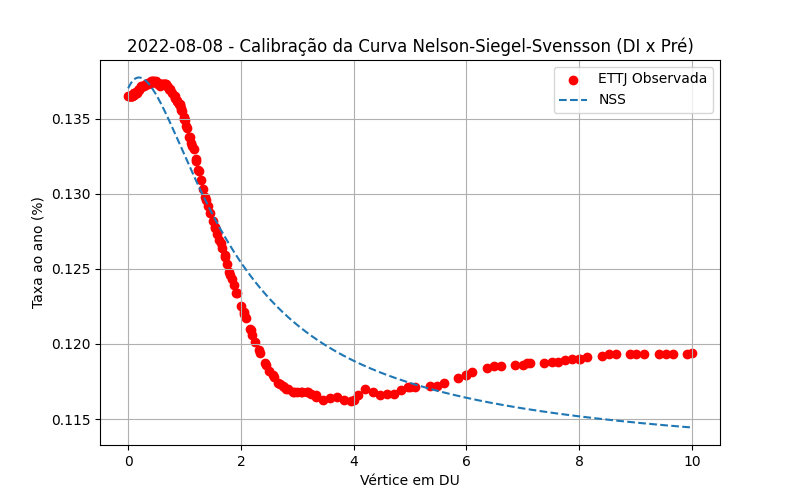 2022-08-08 - Calibração da Curva Nelson-Siegel-Svensson (DI x Pré)
ETTJ Observada
NSS
Taxa ao ano (%)
0.135
0.130
0.125
0.120
0.115
0 2 4 6 8 10
Vértice em DU